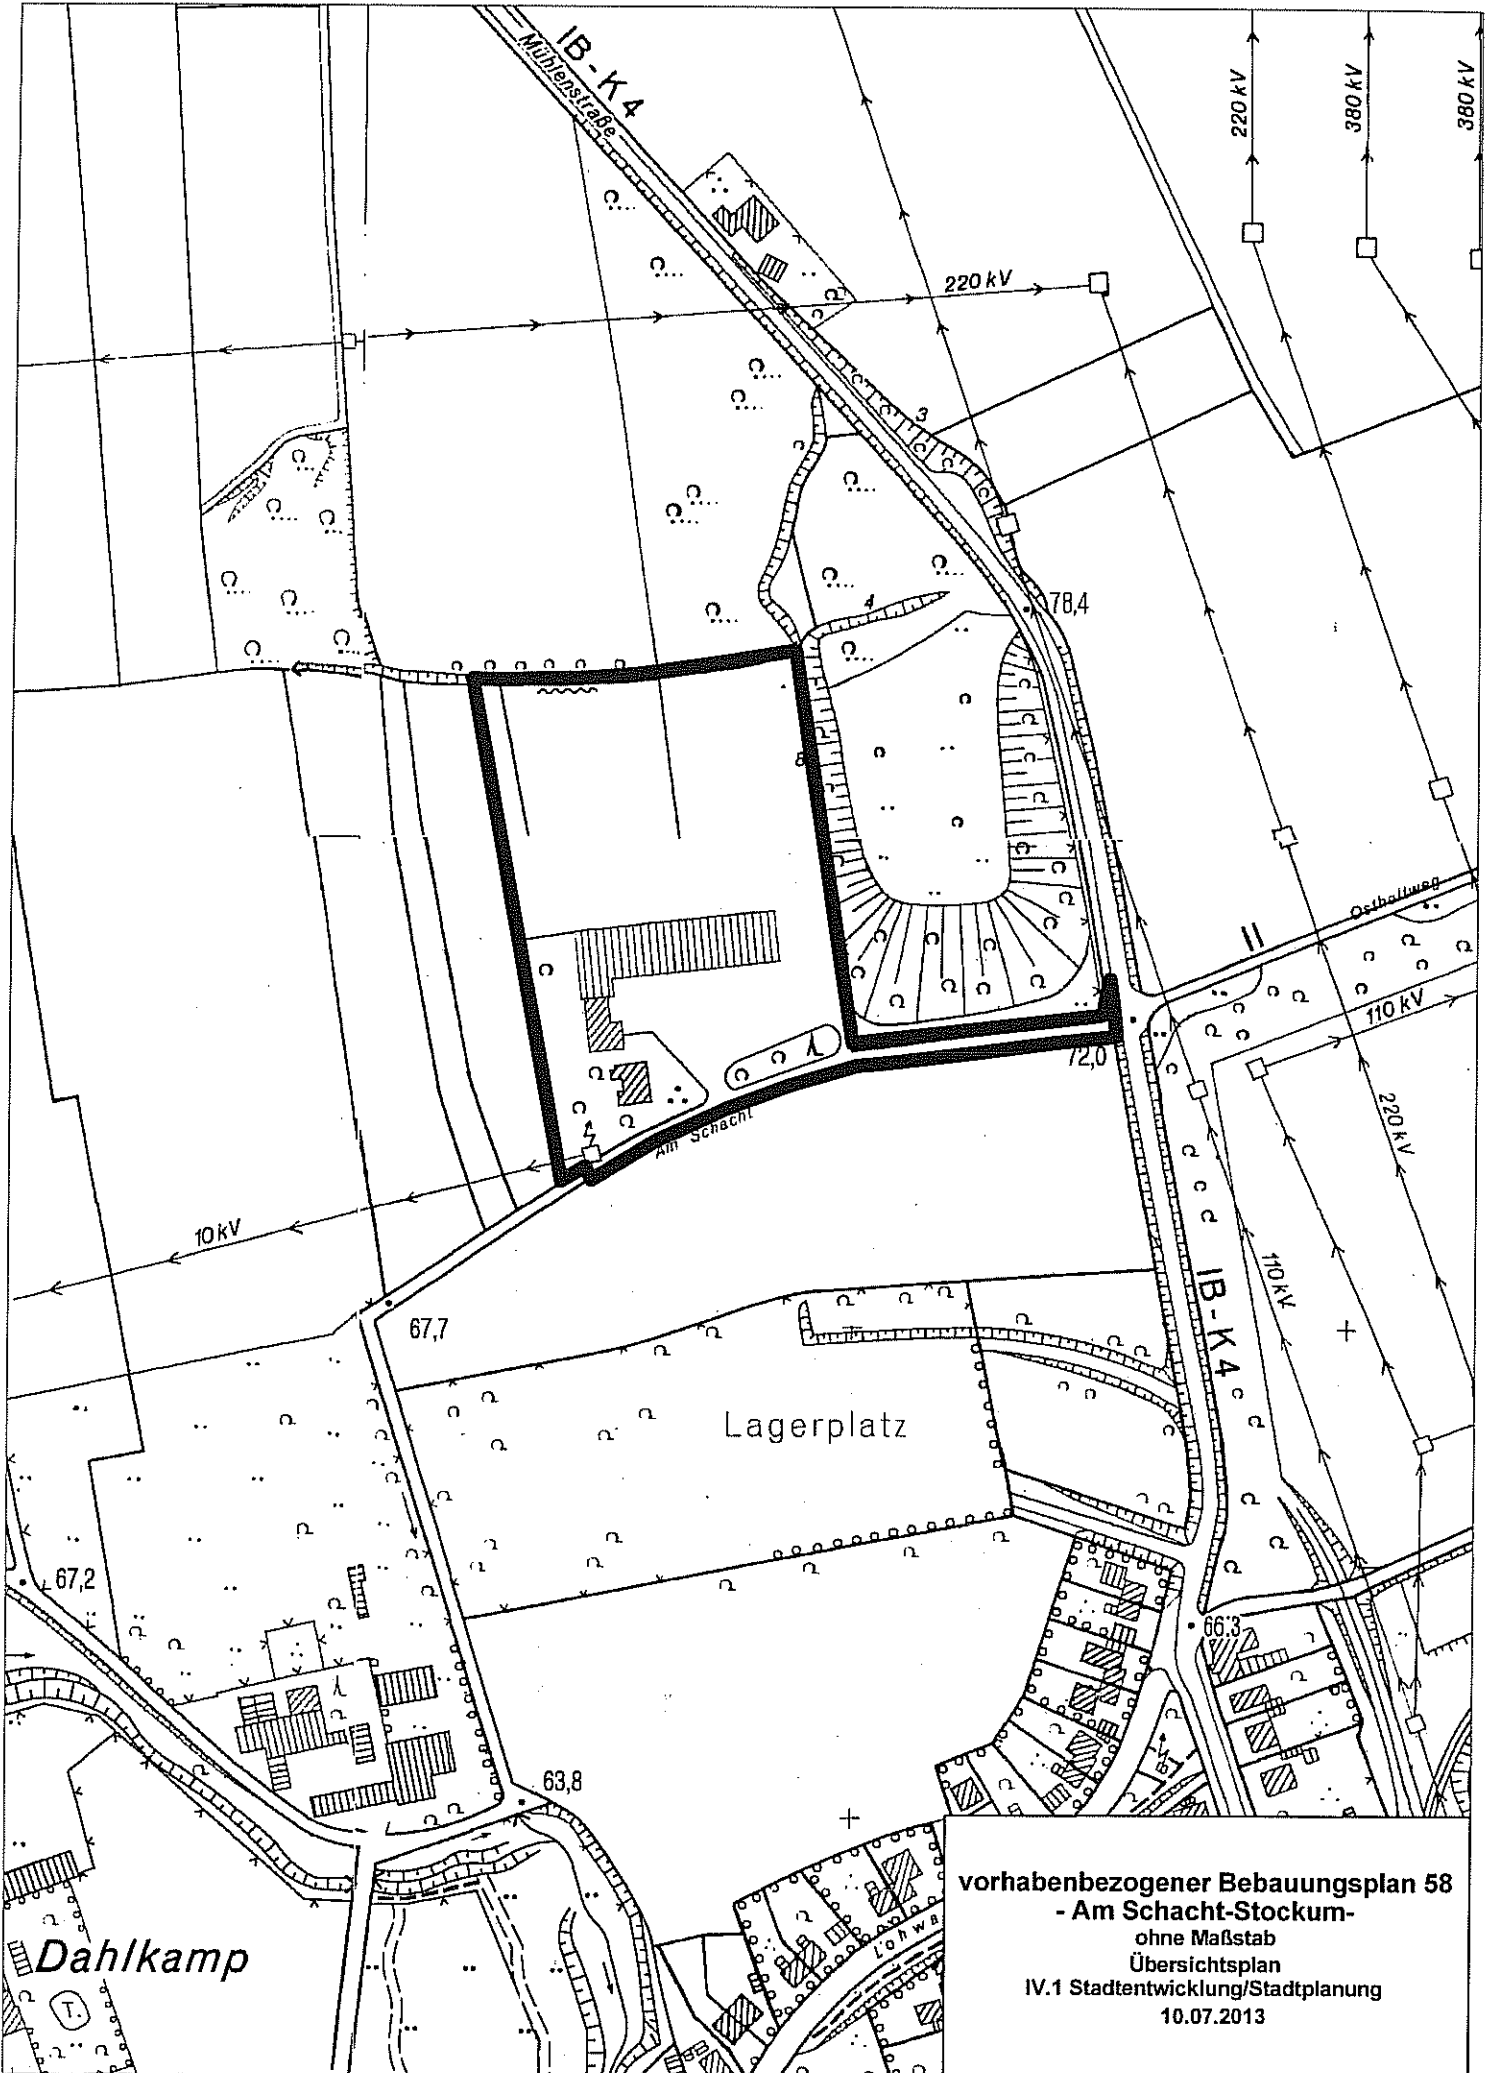 IB-K4
Mühlenstraße
220 kV
380 kV
380 kV
220 kV
3
4
78,4
8
Osthollweg
110 kV
72,0
Am Schacht
220 kV
10 kV
110 kV
IB-K4
67,7
Lagerplatz
67,2
66.3
63,8
Dahlkamp
T.
Lohwa
vorhabenbezogener Bebauungsplan 58
- Am Schacht-Stockum-
ohne Maßstab
Übersichtsplan
IV.1 Stadtentwicklung/Stadtplanung
10.07.2013